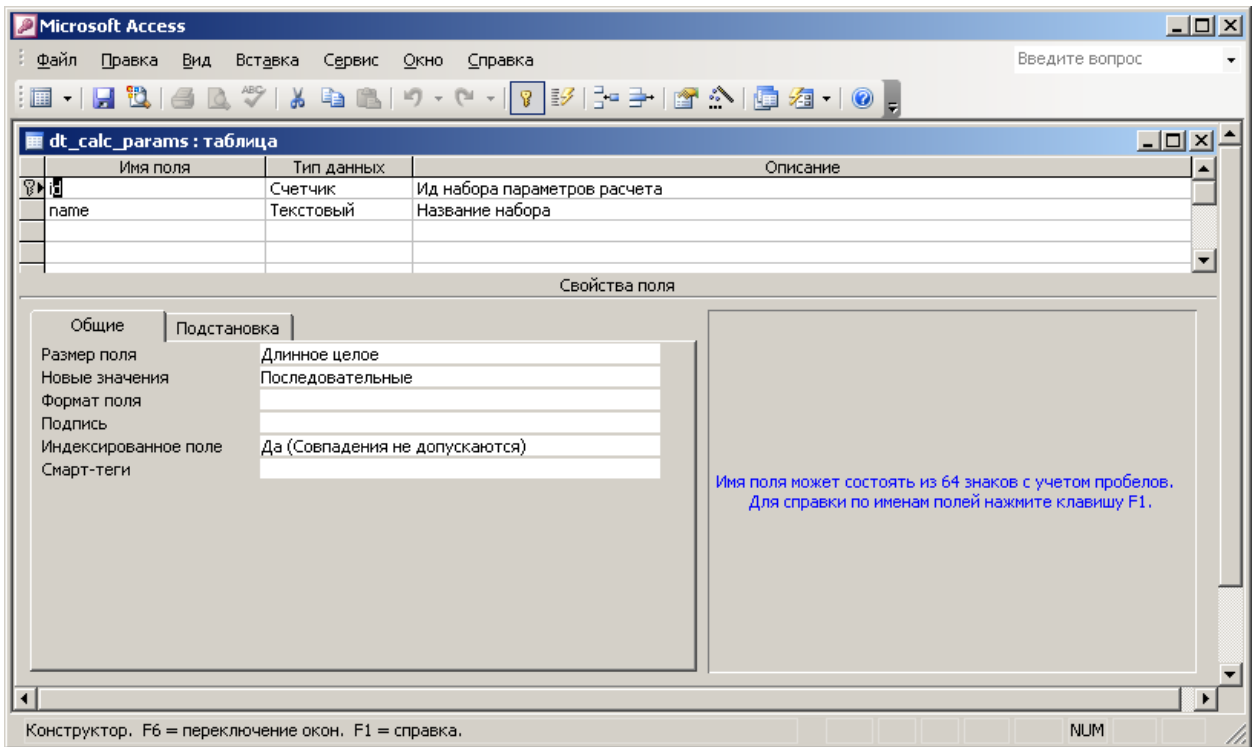 Microsoft Access
Файл Правка Вид Вставка Сервис Окно Справка Введите вопрос
dt_calc_params : таблица
Имя поля Тип данных Описание
id Счетчик Ид набора параметров расчета
name Текстовый Название набора
Свойства поля
Общие Подстановка
Размер поля Длинное целое
Новые значения Последовательные
Формат поля
Подпись
Индексированное поле Да (Совпадения не допускаются)
Смарт-теги
Имя поля может состоять из 64 знаков с учетом пробелов.
Для справки по именам полей нажмите клавишу F1.
Конструктор. F6 = переключение окон. F1 = справка. NUM